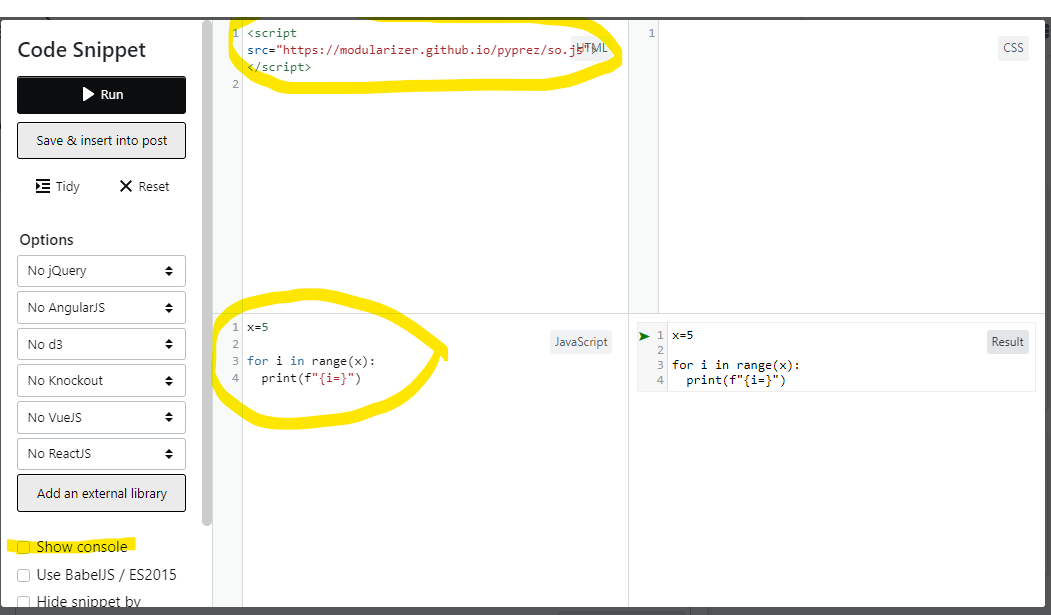 Code Snippet
Run
Save & insert into post
Tidy
Reset
Options
No jQuery
No AngularJS
No d3
No Knockout
No VueJS
No ReactJS
Add an external library
Show console
Use BabelJS / ES2015
Hide snippet by
1 <script
src="https://modularizer.github.io/pyprez/so.js">
</script>
2
HTML
1
CSS
1 x=5
2
3 for i in range(x):
4 print(f"{i=}")
JavaScript
1 x=5
2
3 for i in range(x):
4 print(f"{i=}")
Result